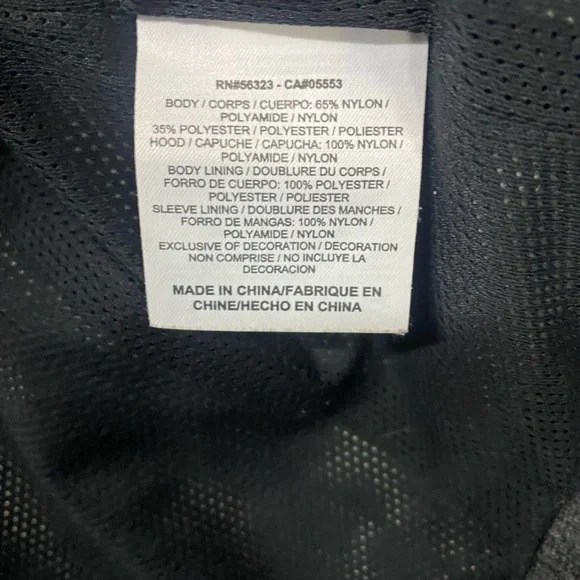 RN#56323 - CA#05553
BODY / CORPS / CUERPO: 65% NYLON /
POLYAMIDE / NYLON
35% POLYESTER / POLYESTER / POLIESTER
HOOD / CAPUCHE / CAPUCHA: 100% NYLON /
POLYAMIDE / NYLON
BODY LINING / DOUBLURE DU CORPS /
FORRO DE CUERPO: 100% POLYESTER /
POLYESTER / POLIESTER
SLEEVE LINING / DOUBLURE DES MANCHES /
FORRO DE MANGAS: 100% NYLON /
POLYAMIDE / NYLON
EXCLUSIVE OF DECORATION / DECORATION
NON COMPRISE / NO INCLUYE LA
DECORACION
MADE IN CHINA/FABRIQUE EN
CHINE/HECHO EN CHINA